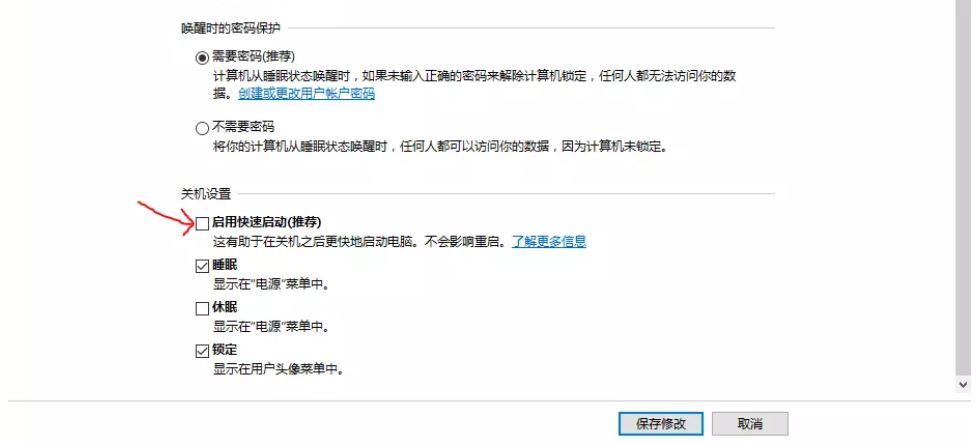 唤醒时的密码保护
需要密码(推荐)
计算机从睡眠状态唤醒时，如果未输入正确的密码来解除计算机锁定，任何人都无法访问你的数
据。创建或更改用户帐户密码
不需要密码
将你的计算机从睡眠状态唤醒时，任何人都可以访问你的数据，因为计算机未锁定。
关机设置
启用快速启动(推荐)
这有助于在关机之后更快地启动电脑。不会影响重启。了解更多信息
睡眠
显示在"电源"菜单中。
休眠
显示在"电源"菜单中。
锁定
显示在用户头像菜单中。
保存修改 取消